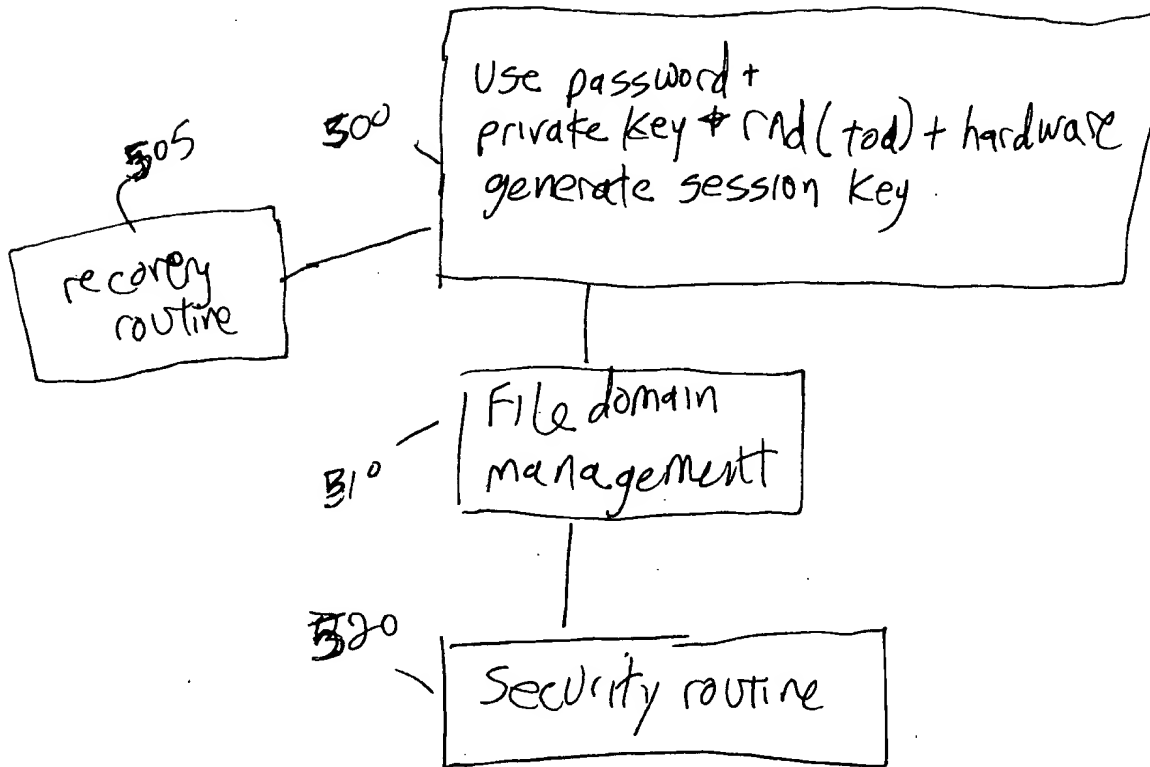 500
Use password +
private key + rnd(tod) + hardware
generate session key
505
recovery
routine
510
File domain
management
520
Security routine